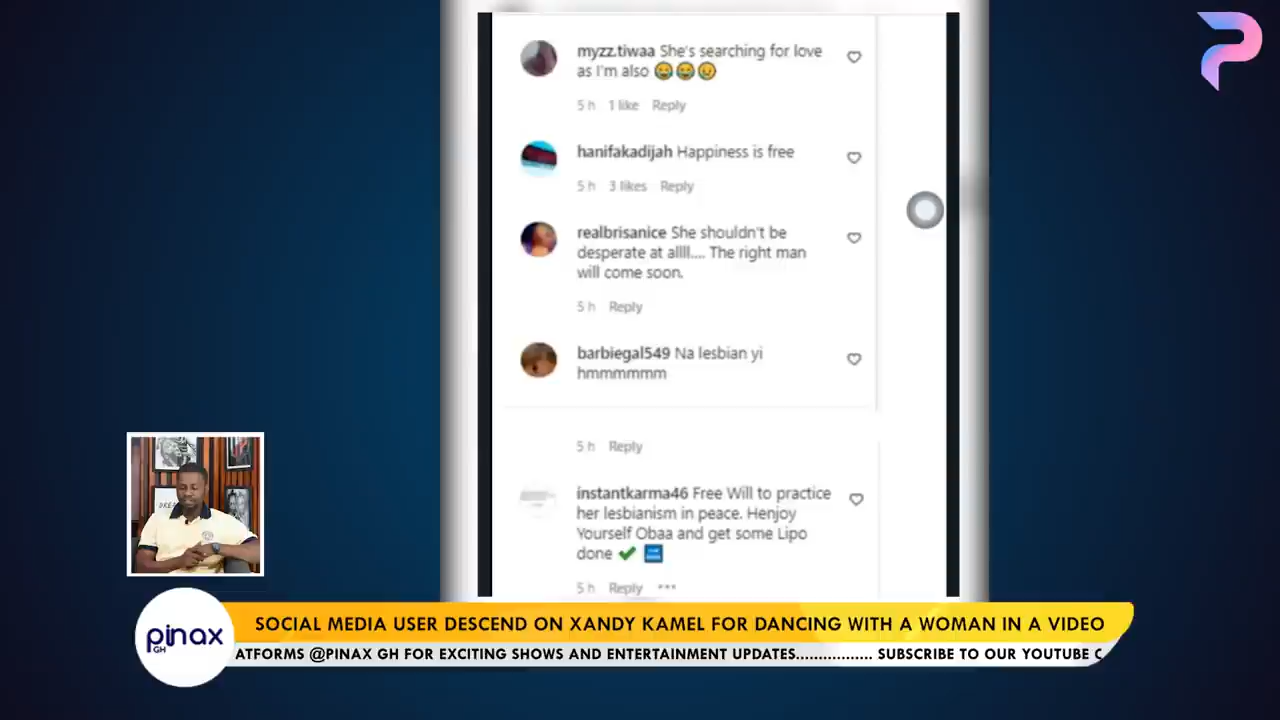 myzz.tiwaa She's searching for love
as I'm also 😂😂😢
5 h 1 like Reply
hanifakadijah Happiness is free
5 h 3 likes Reply
realbrisanice She shouldn't be
desperate at allll.... The right man
will come soon.
5 h Reply
barbiegal549 Na lesbian yi
hmmmmmm
5 h Reply
instantkarma46 Free Will to practice
her lesbianism in peace. Henjoy
Yourself Obaa and get some Lipo
done ✔
5 h Reply ···
pinax
GH
SOCIAL MEDIA USER DESCEND ON XANDY KAMEL FOR DANCING WITH A WOMAN IN A VIDEO
ATFORMS @PINAX GH FOR EXCITING SHOWS AND ENTERTAINMENT UPDATES................. SUBSCRIBE TO OUR YOUTUBE C